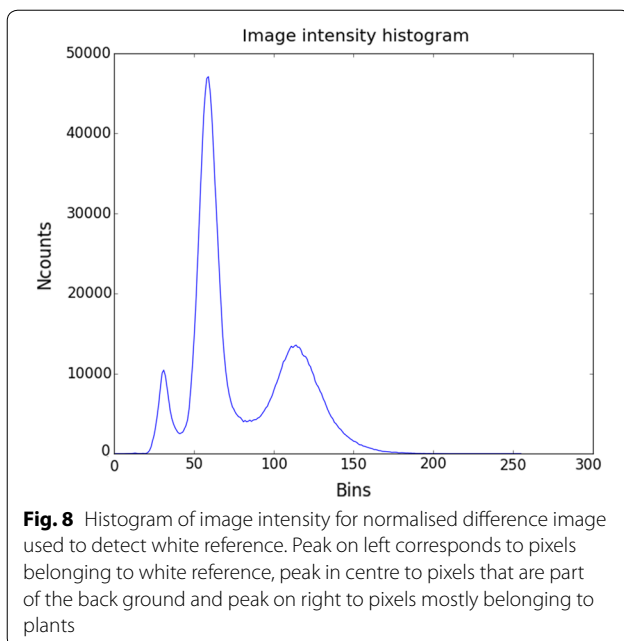 Image intensity histogram
50000
40000
30000
20000
10000
0
Ncounts
0 50 100 150 200 250 300
Bins
Fig. 8 Histogram of image intensity for normalised difference image
used to detect white reference. Peak on left corresponds to pixels
belonging to white reference, peak in centre to pixels that are part
of the back ground and peak on right to pixels mostly belonging to
plants